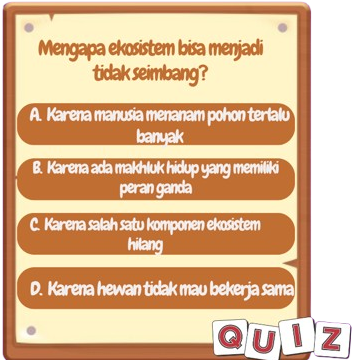 Mengapa ekosistem bisa menjadi
tidak seimbang?
A. Karena manusia menanam pohon terlalu
banyak
B. Karena ada makhluk hidup yang memiliki
peran ganda
C. Karena salah satu komponen ekosistem
hilang
D. Karena hewan tidak mau bekerja sama
QUIZ